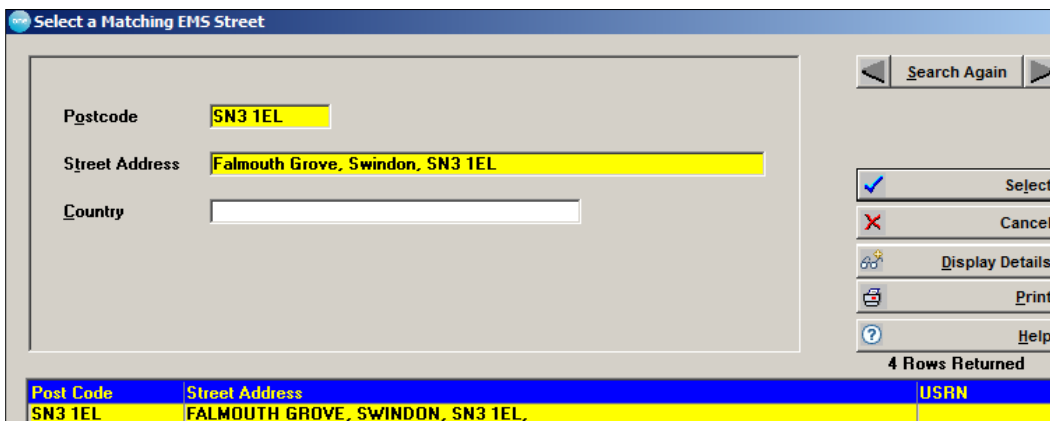 Select a Matching EMS Street
Search Again
Postcode SN3 1EL
Street Address Falmouth Grove, Swindon, SN3 1EL
Country
Select
Cancel
Display Details
Print
Help
4 Rows Returned
Post Code Street Address USRN
SN3 1EL FALMOUTH GROVE, SWINDON, SN3 1EL,